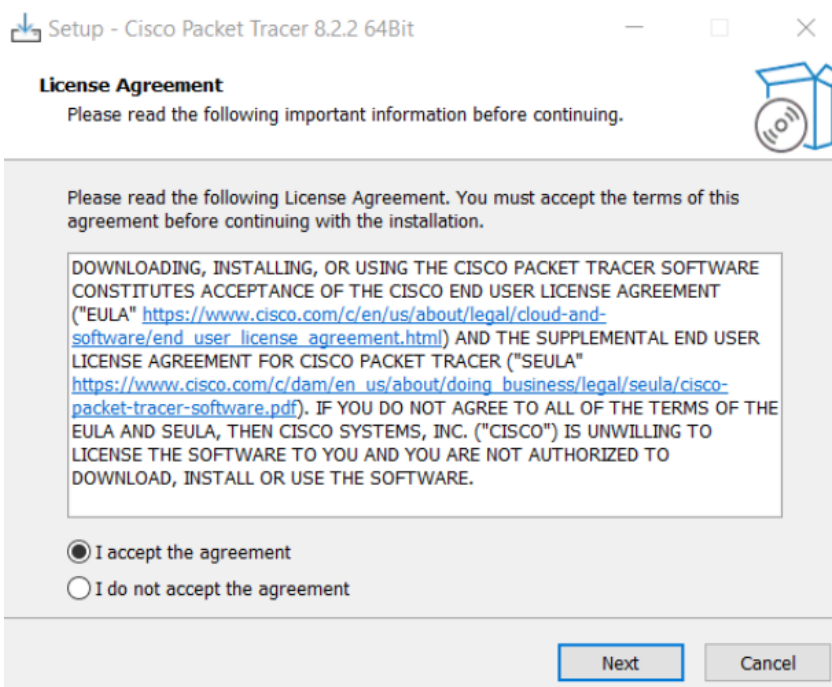 Setup - Cisco Packet Tracer 8.2.2 64Bit
License Agreement
Please read the following important information before continuing.
Please read the following License Agreement. You must accept the terms of this
agreement before continuing with the installation.
DOWNLOADING, INSTALLING, OR USING THE CISCO PACKET TRACER SOFTWARE
CONSTITUTES ACCEPTANCE OF THE CISCO END USER LICENSE AGREEMENT
("EULA" https://www.cisco.com/c/en/us/about/legal/cloud-and-
software/end_user_license_agreement.html) AND THE SUPPLEMENTAL END USER
LICENSE AGREEMENT FOR CISCO PACKET TRACER ("SEULA"
https://www.cisco.com/c/dam/en_us/about/doing_business/legal/seula/cisco-
packet-tracer-software.pdf). IF YOU DO NOT AGREE TO ALL OF THE TERMS OF THE
EULA AND SEULA, THEN CISCO SYSTEMS, INC. ("CISCO") IS UNWILLING TO
LICENSE THE SOFTWARE TO YOU AND YOU ARE NOT AUTHORIZED TO
DOWNLOAD, INSTALL OR USE THE SOFTWARE.
I accept the agreement
I do not accept the agreement
Next
Cancel